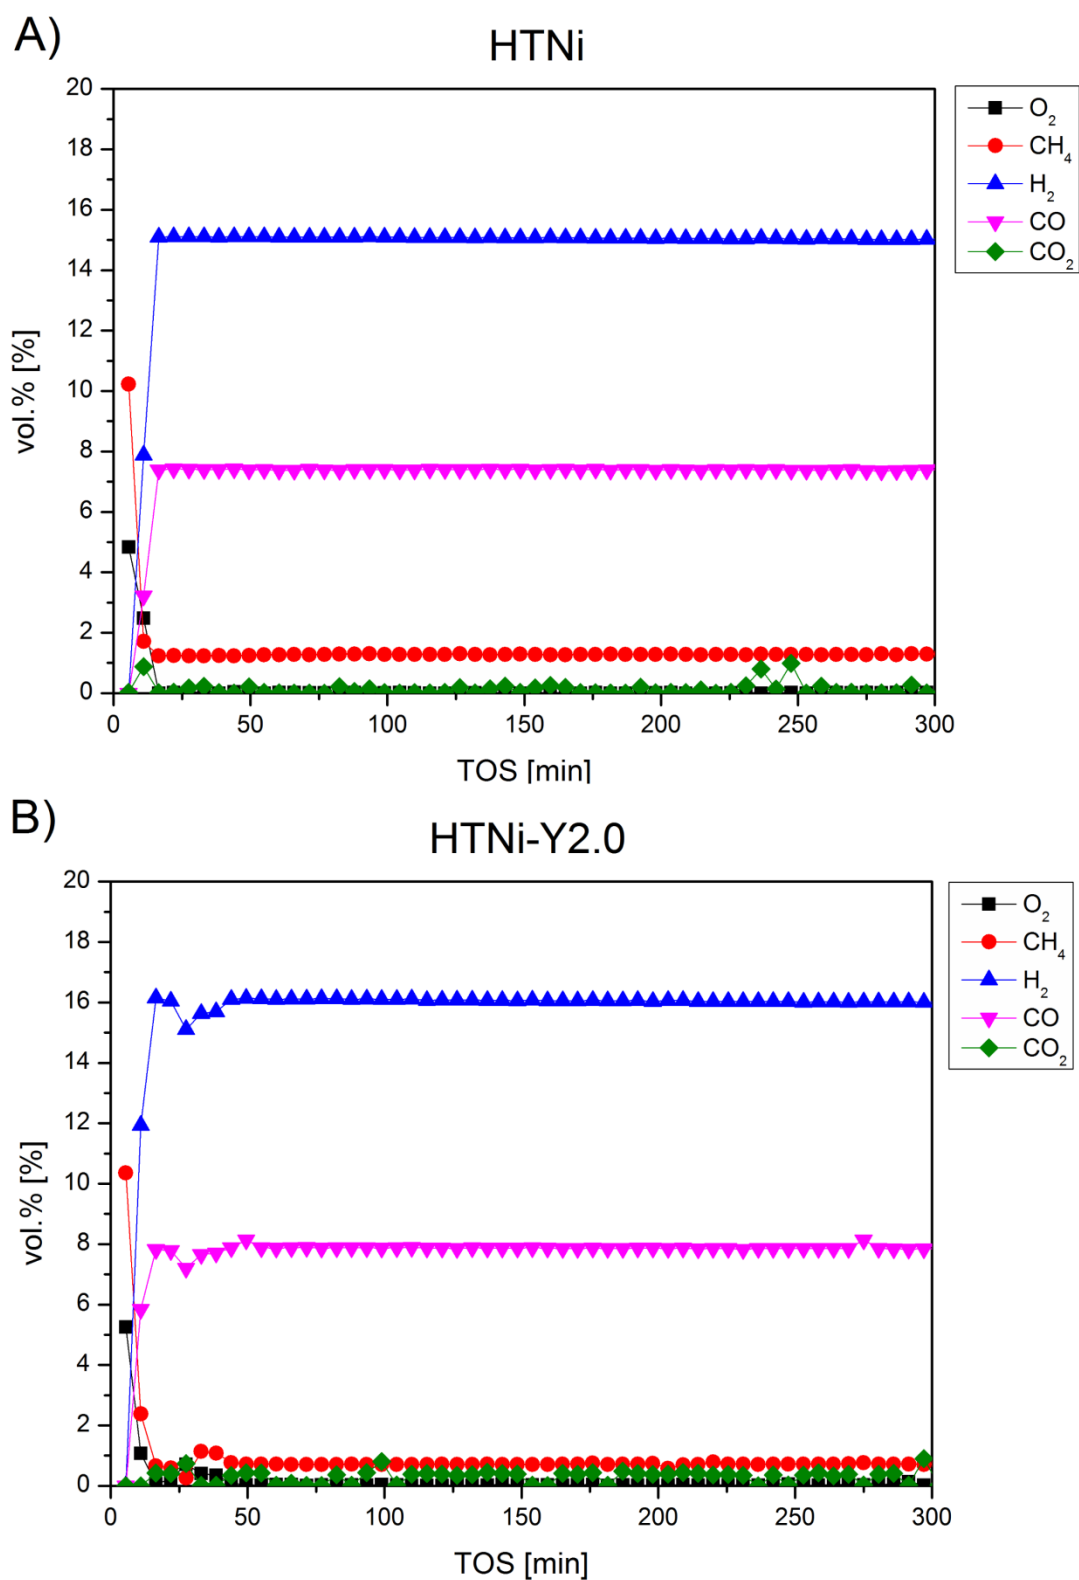 A)
HTNi
20
18
16
14
12
10
8
6
4
2
0
vol.% [%]
0 50 100 150 200 250 300
TOS [min]
O₂
CH₄
H₂
CO
CO₂
B)
HTNi-Y2.0
20
18
16
14
12
10
8
6
4
2
0
vol.% [%]
0 50 100 150 200 250 300
TOS [min]
O₂
CH₄
H₂
CO
CO₂